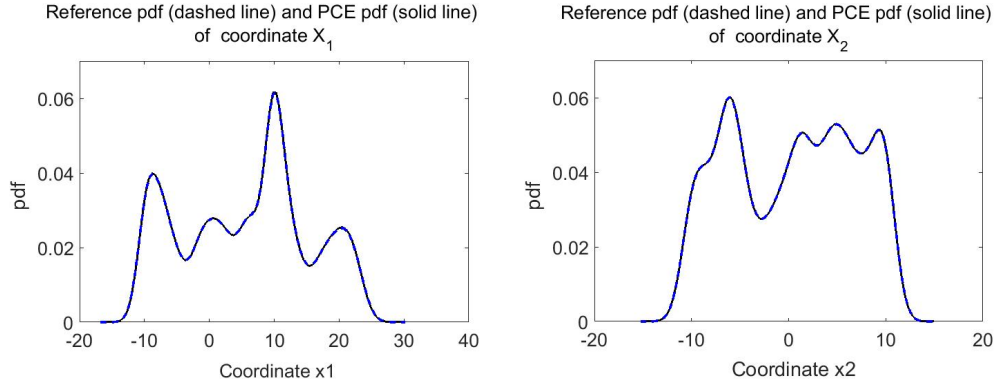 Reference pdf (dashed line) and PCE pdf (solid line)
of coordinate X_1
0.06
0.04
0.02
0
pdf
-20 -10 0 10 20 30 40
Coordinate x1
Reference pdf (dashed line) and PCE pdf (solid line)
of coordinate X_2
0.06
0.04
0.02
0
pdf
-20 -10 0 10 20
Coordinate x2